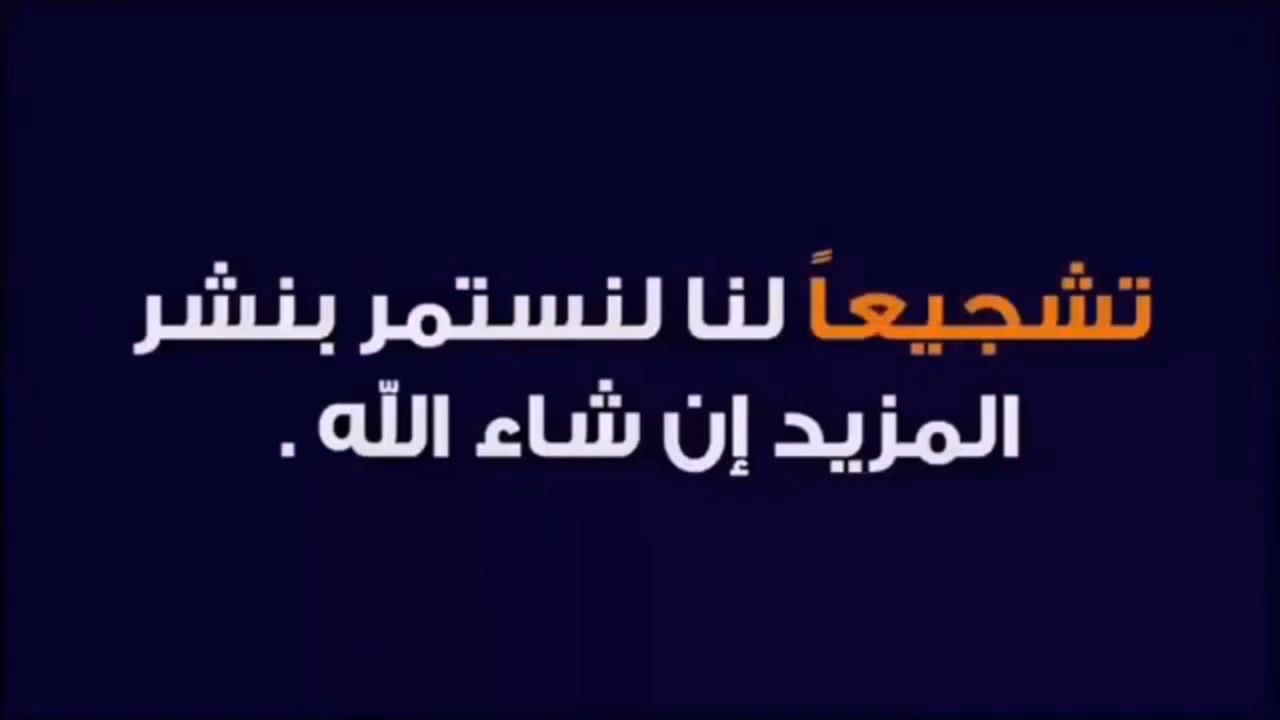 تشجيعاً لنا لنستمر بنشر
المزيد إن شاء اللّه .